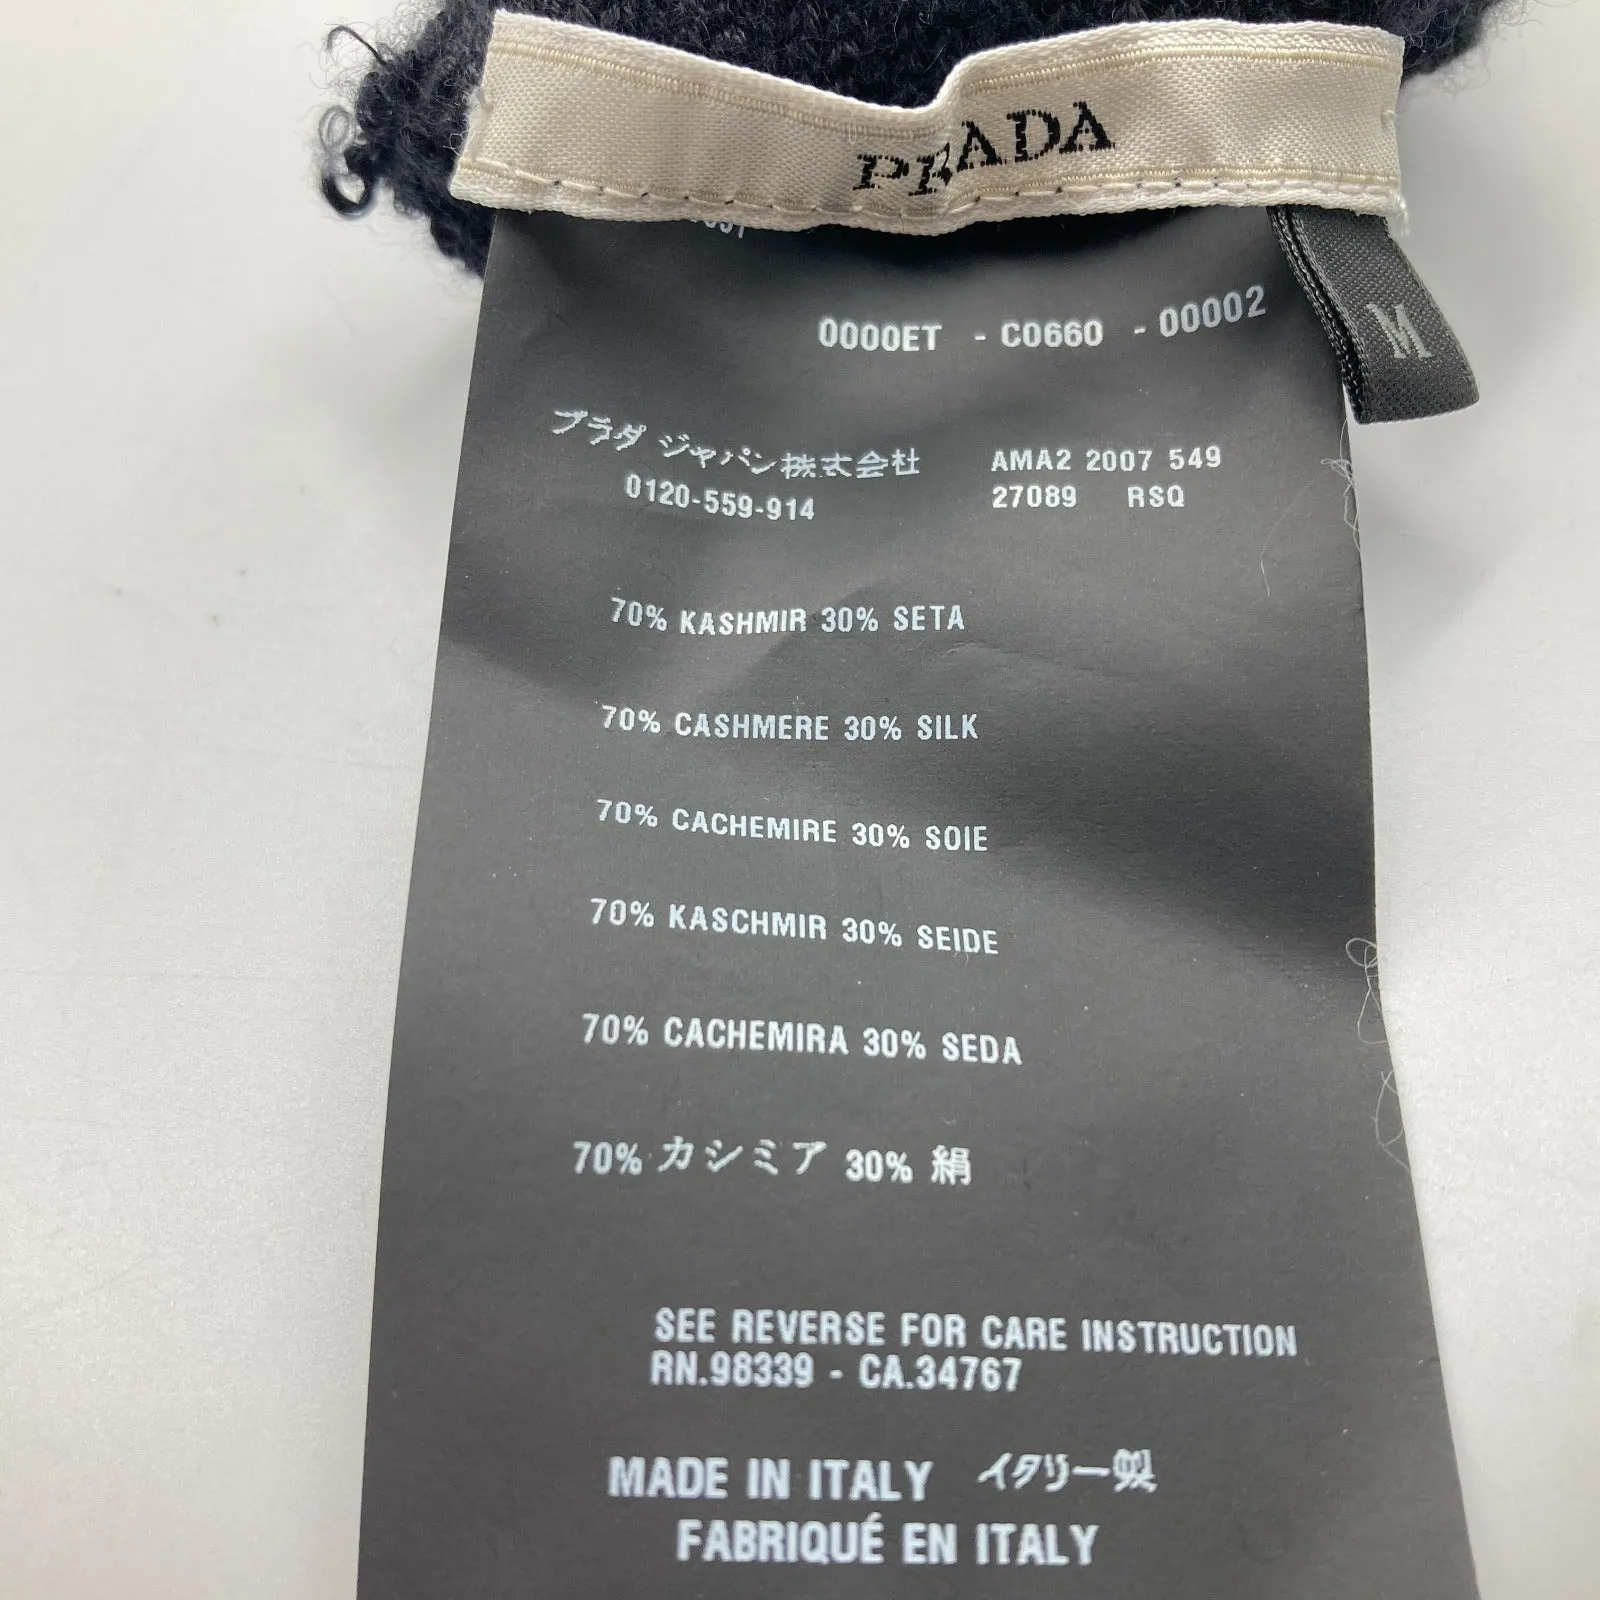 PRADA
M
0000ET - C0660 - 00002
プラダ ジャパン株式会社
0120-559-914
AMA2 2007 549
27089 RSQ
70% KASHMIR 30% SETA
70% CASHMERE 30% SILK
70% CACHEMIRE 30% SOIE
70% KASCHMIR 30% SEIDE
70% CACHEMIRA 30% SEDA
70% カシミア 30% 絹
SEE REVERSE FOR CARE INSTRUCTION
RN.98339 - CA.34767
MADE IN ITALY イタリー製
FABRIQUÉ EN ITALY